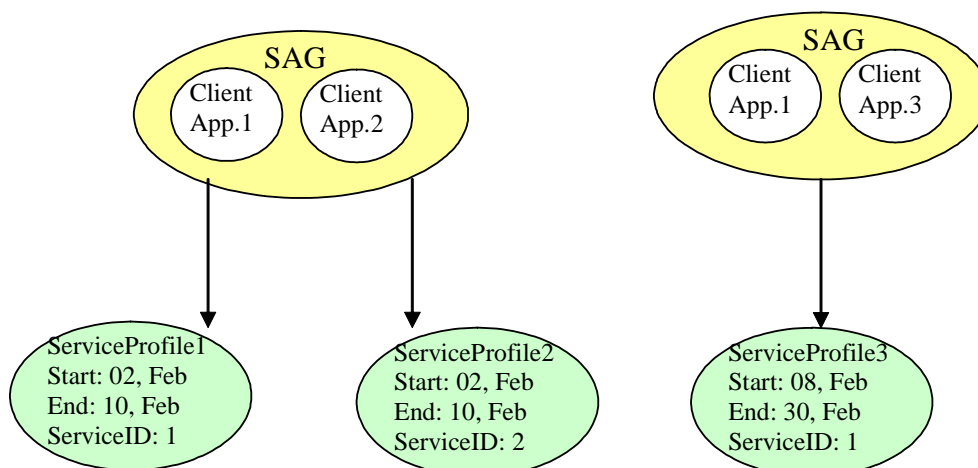 SAG
Client
App.1
Client
App.2
SAG
Client
App.1
Client
App.3
ServiceProfile1
Start: 02, Feb
End: 10, Feb
ServiceID: 1
ServiceProfile2
Start: 02, Feb
End: 10, Feb
ServiceID: 2
ServiceProfile3
Start: 08, Feb
End: 30, Feb
ServiceID: 1